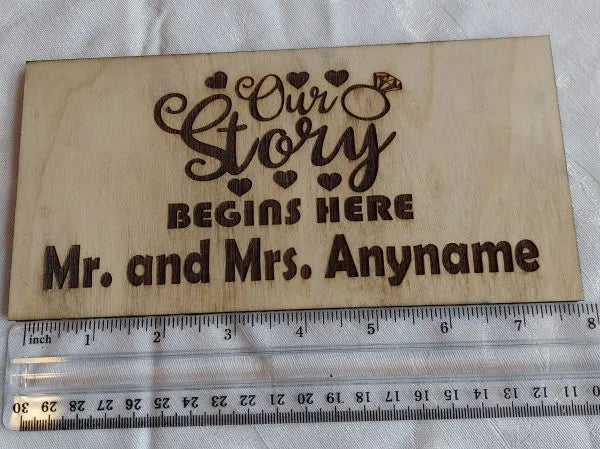 Our
Story
BEGINS HERE
Mr. and Mrs. Anyname
inch 1 2 3 4 5 6 7 8
30 29 28 27 26 25 24 23 22 21 20 19 18 17 16 15 14 13 12 11 10